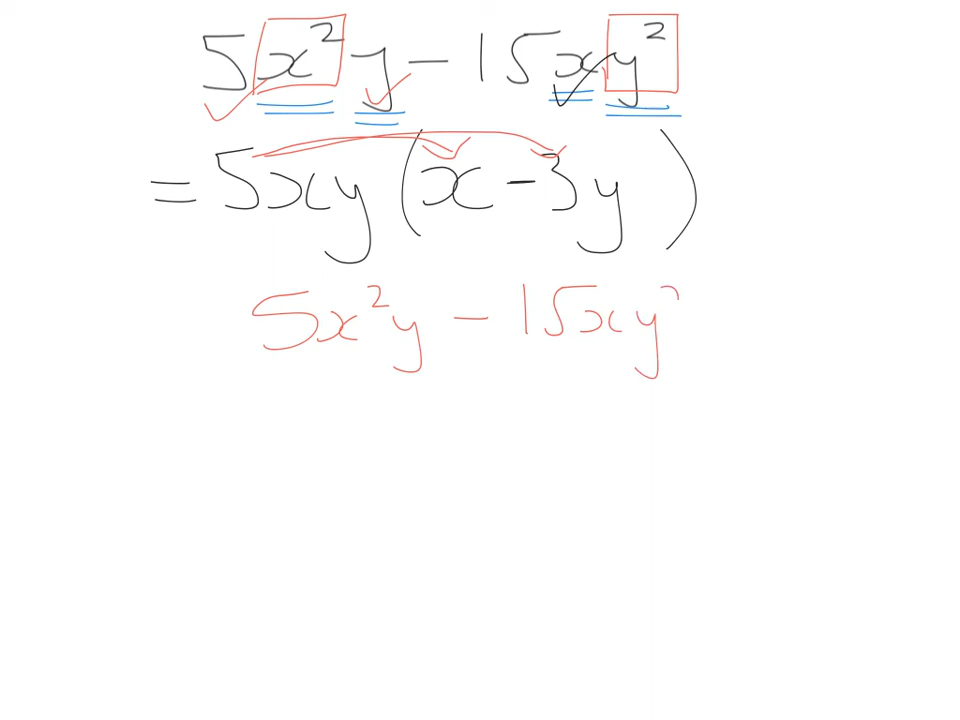 5x²y - 15xy²
= 5xy(x - 3y)
5x²y - 15xy²